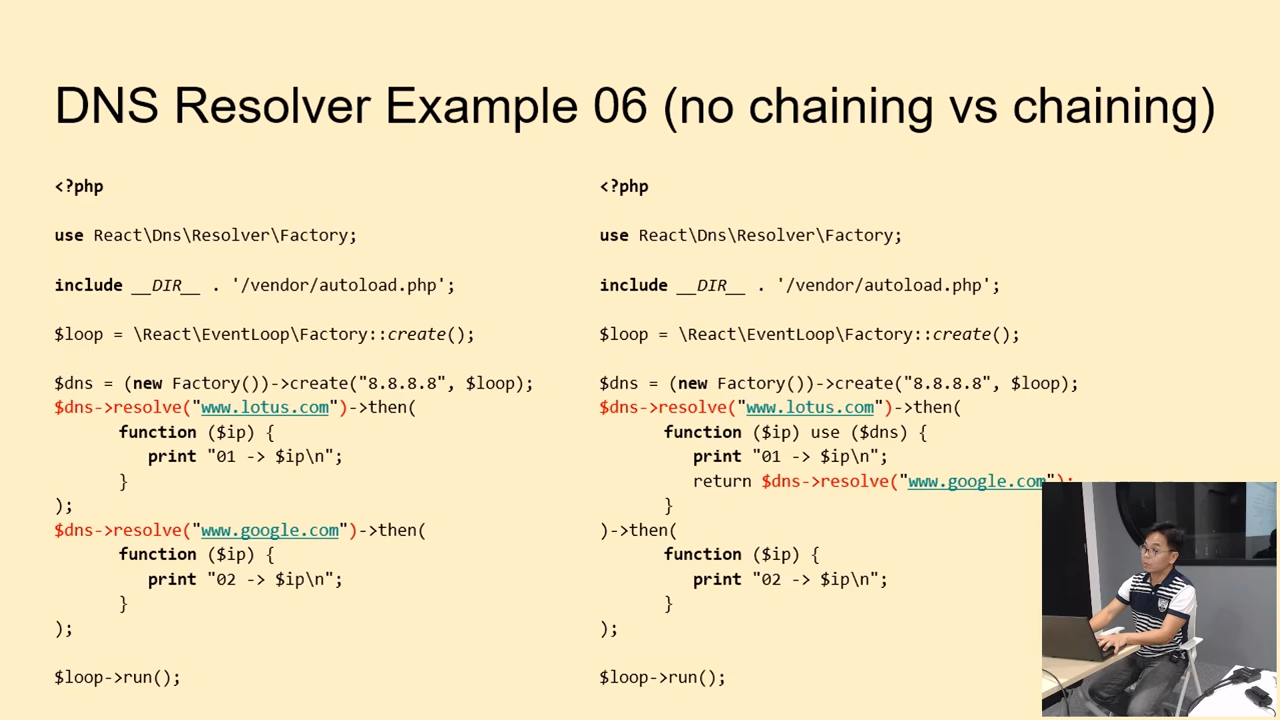 DNS Resolver Example 06 (no chaining vs chaining)
<?php
use React\Dns\Resolver\Factory;
include __DIR__ . '/vendor/autoload.php';
$loop = \React\EventLoop\Factory::create();
$dns = (new Factory())->create("8.8.8.8", $loop);
$dns->resolve("www.lotus.com")->then(
function ($ip) {
print "01 -> $ip\n";
}
);
$dns->resolve("www.google.com")->then(
function ($ip) {
print "02 -> $ip\n";
}
);
$loop->run();
<?php
use React\Dns\Resolver\Factory;
include __DIR__ . '/vendor/autoload.php';
$loop = \React\EventLoop\Factory::create();
$dns = (new Factory())->create("8.8.8.8", $loop);
$dns->resolve("www.lotus.com")->then(
function ($ip) use ($dns) {
print "01 -> $ip\n";
return $dns->resolve("www.google.com");
}
)->then(
function ($ip) {
print "02 -> $ip\n";
}
);
$loop->run();